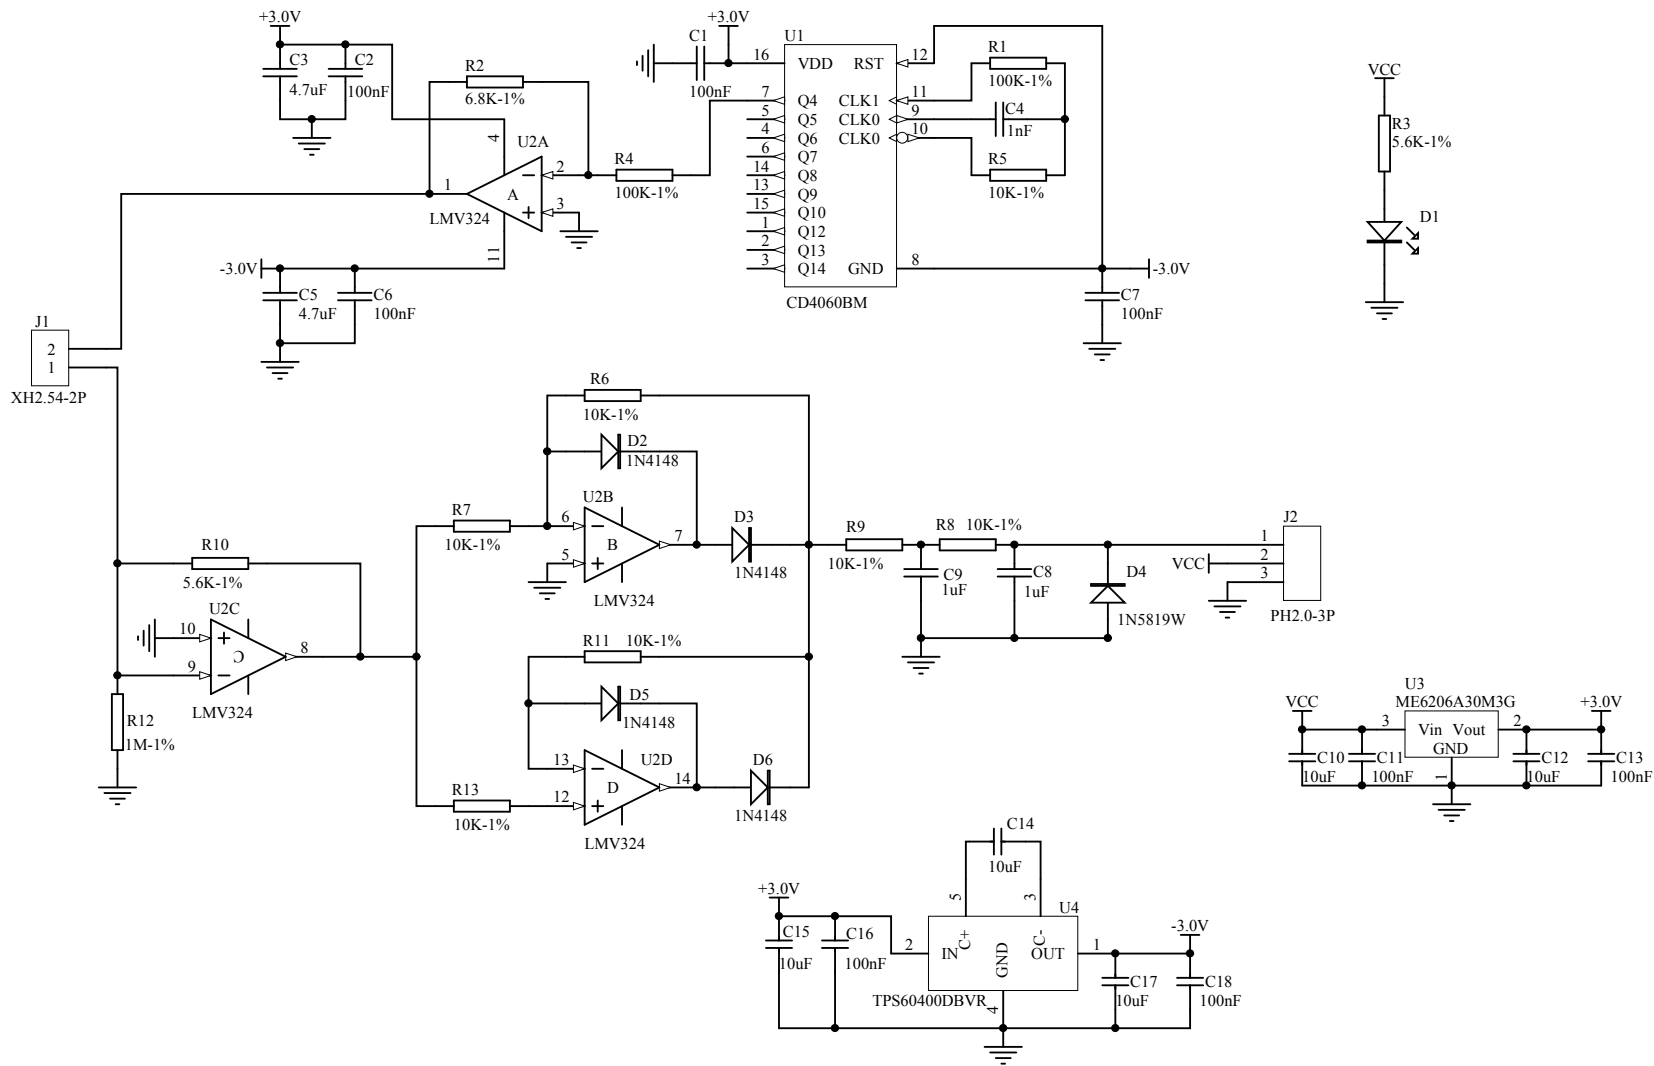 +3.0V
C3
4.7uF
C2
100nF
R2
6.8K-1%
4
U2A
2
3
1
A
LMV324
11
R4
100K-1%
-3.0V
C5
4.7uF
C6
100nF
+3.0V
C1
100nF
U1
16 VDD RST 12
7 Q4 CLK1 11
5 Q5 CLK0 9
4 Q6 CLK0 10
6 Q7
14 Q8
13 Q9
15 Q10
1 Q12
2 Q13
3 Q14 GND 8
CD4060BM
R1
100K-1%
C4
1nF
R5
10K-1%
-3.0V
C7
100nF
VCC
R3
5.6K-1%
D1
J1
2
1
XH2.54-2P
R6
10K-1%
D2
1N4148
U2B
R7
10K-1%
6
5
B
7
LMV324
D3
1N4148
R9
10K-1%
R8 10K-1%
C9
1uF
C8
1uF
D4
1N5819W
J2
1
VCC 2
3
PH2.0-3P
R10
5.6K-1%
U2C
10
9
C
8
LMV324
R12
1M-1%
R11 10K-1%
D5
1N4148
U2D
13
12
D
14
LMV324
R13
10K-1%
D6
1N4148
U3
ME6206A30M3G
VCC
+3.0V
3 Vin Vout 2
GND
1
C10
10uF
C11
100nF
C12
10uF
C13
100nF
C14
10uF
+3.0V
5
3
U4
-3.0V
C15
10uF
C16
100nF
2 IN C+ GND C- OUT 1
TPS60400DBVR
4
C17
10uF
C18
100nF